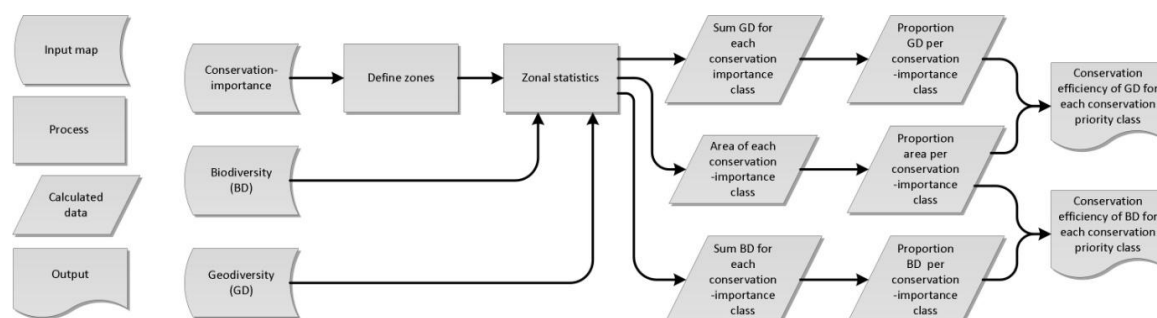 Input map
Process
Calculated
data
Output
Conservation-
importance
Biodiversity
(BD)
Geodiversity
(GD)
Define zones
Zonal statistics
Sum GD for
each
conservation
importance
class
Area of each
conservation
-importance
class
Sum BD for
each
conservation
-importance
class
Proportion
GD per
conservation
-importance
class
Proportion
area per
conservation
-importance
class
Proportion
BD per
conservation
-importance
class
Conservation
efficiency of GD for
each conservation
priority class
Conservation
efficiency of BD for
each conservation
priority class